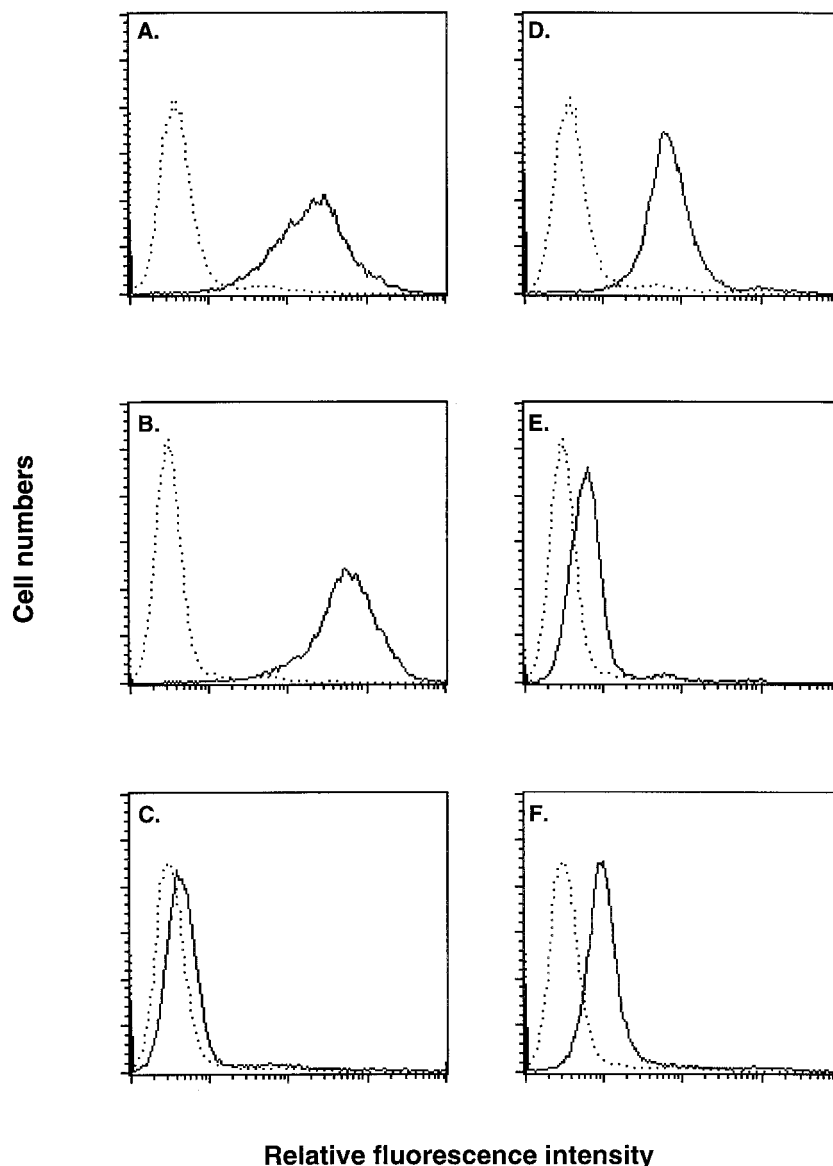 A.
D.
B.
E.
C.
F.
Cell numbers
Relative fluorescence intensity